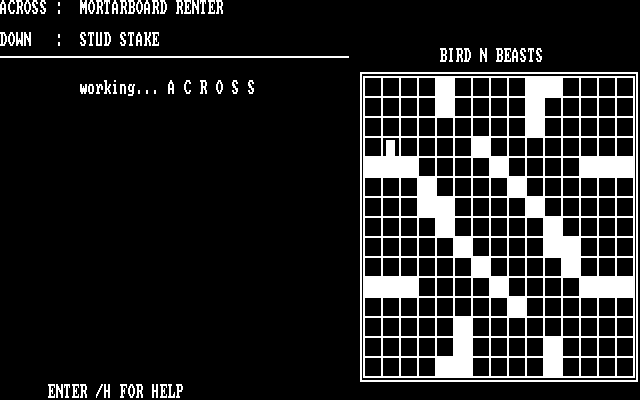 ACROSS : MORTARBOARD RENTER
DOWN : STUD STAKE
BIRD N BEASTS
working... A C R O S S
ENTER /H FOR HELP